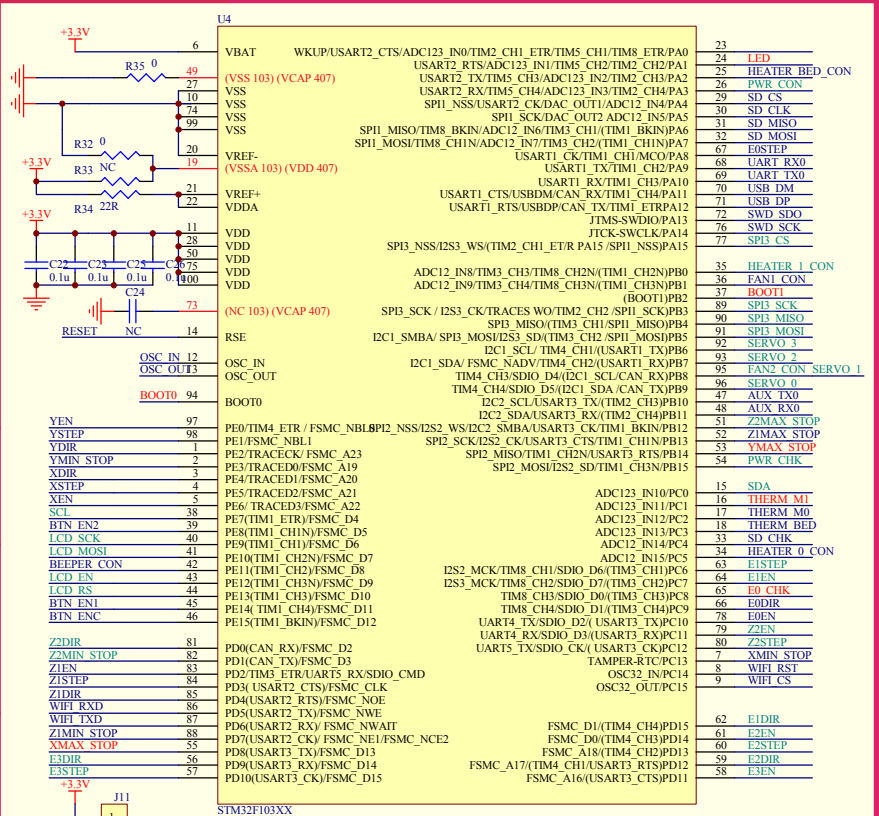 U4
+3.3V
6 VBAT WKUP/USART2_CTS/ADC123_IN0/TIM2_CH1_ETR/TIM5_CH1/TIM8_ETR/PA0 23
USART2_RTS/ADC123_IN1/TIM5_CH2/TIM2_CH2/PA1 24 LED
R35 0 49 (VSS 103) (VCAP 407) USART2_TX/TIM5_CH3/ADC123_IN2/TIM2_CH3/PA2 25 HEATER_BED_CON
27 VSS USART2_RX/TIM5_CH4/ADC123_IN3/TIM2_CH4/PA3 26 PWR_CON
10 VSS SPI1_NSS/USART2_CK/DAC_OUT1/ADC12_IN4/PA4 29 SD_CS
74 VSS SPI1_SCK/DAC_OUT2 ADC12_IN5/PA5 30 SD_CLK
99 VSS SPI1_MISO/TIM8_BKIN/ADC12_IN6/TIM3_CH1/(TIM1_BKIN)PA6 31 SD_MISO
SPI1_MOSI/TIM8_CH1N/ADC12_IN7/TIM3_CH2/(TIM1_CH1N)PA7 32 SD_MOSI
R32 0 20 VREF- USART1_CK/TIM1_CH1/MCO/PA8 67 E0STEP
+3.3V R33 NC 19 (VSSA 103) (VDD 407) USART1_TX/TIM1_CH2/PA9 68 UART_RX0
USART1_RX/TIM1_CH3/PA10 69 UART_TX0
21 VREF+ USART1_CTS/USBDM/CAN_RX/TIM1_CH4/PA11 70 USB_DM
R34 22R 22 VDDA USART1_RTS/USBDP/CAN_TX/TIM1_ETRPA12 71 USB_DP
+3.3V JTMS-SWDIO/PA13 72 SWD_SDO
11 VDD JTCK-SWCLK/PA14 76 SWD_SCK
28 VDD SPI3_NSS/I2S3_WS/(TIM2_CH1_ET/R PA15 /SPI1_NSS)PA15 77 SPI3_CS
50 VDD
C22 C23 C25 C26 75 VDD ADC12_IN8/TIM3_CH3/TIM8_CH2N/(TIM1_CH2N)PB0 35 HEATER_1_CON
0.1u 0.1u 0.1u 0.1u 100 VDD ADC12_IN9/TIM3_CH4/TIM8_CH3N/(TIM1_CH3N)PB1 36 FAN1_CON
C24 (BOOT1)PB2 37 BOOT1
73 (NC 103) (VCAP 407) SPI3_SCK / I2S3_CK/TRACES WO/TIM2_CH2 /SPI1_SCK)PB3 89 SPI3_SCK
SPI3_MISO/(TIM3_CH1/SPI1_MISO)PB4 90 SPI3_MISO
RESET NC 14 RSE I2C1_SMBA/ SPI3_MOSI/I2S3_SD/(TIM3_CH2 /SPI1_MOSI)PB5 91 SPI3_MOSI
I2C1_SCL/ TIM4_CH1/(USART1_TX)PB6 92 SERVO_3
OSC_IN 12 OSC_IN I2C1_SDA/ FSMC_NADV/TIM4_CH2/(USART1_RX)PB7 93 SERVO_2
OSC_OUT 13 OSC_OUT TIM4_CH3/SDIO_D4/(I2C1_SCL/CAN_RX)PB8 95 FAN2_CON_SERVO_1
TIM4_CH4/SDIO_D5/(I2C1_SDA /CAN_TX)PB9 96 SERVO_0
BOOT0 94 BOOT0 I2C2_SCL/USART3_TX/(TIM2_CH3)PB10 47 AUX_TX0
I2C2_SDA/USART3_RX/(TIM2_CH4)PB11 48 AUX_RX0
YEN 97 PE0/TIM4_ETR / FSMC_NBL0 SPI2_NSS/I2S2_WS/I2C2_SMBA/USART3_CK/TIM1_BKIN/PB12 51 Z2MAX_STOP
YSTEP 98 PE1/FSMC_NBL1 SPI2_SCK/I2S2_CK/USART3_CTS/TIM1_CH1N/PB13 52 Z1MAX_STOP
YDIR 1 PE2/TRACECK/ FSMC_A23 SPI2_MISO/TIM1_CH2N/USART3_RTS/PB14 53 YMAX_STOP
YMIN_STOP 2 PE3/TRACED0/FSMC_A19 SPI2_MOSI/I2S2_SD/TIM1_CH3N/PB15 54 PWR_CHK
XDIR 3 PE4/TRACED1/FSMC_A20
XSTEP 4 PE5/TRACED2/FSMC_A21 ADC123_IN10/PC0 15 SDA
XEN 5 PE6/ TRACED3/FSMC_A22 ADC123_IN11/PC1 16 THERM_M1
SCL 38 PE7(TIM1_ETR)/FSMC_D4 ADC123_IN12/PC2 17 THERM_M0
BTN_EN2 39 PE8(TIM1_CH1N)/FSMC_D5 ADC123_IN13/PC3 18 THERM_BED
LCD_SCK 40 PE9(TIM1_CH1)/FSMC_D6 ADC12_IN14/PC4 33 SD_CHK
LCD_MOSI 41 PE10(TIM1_CH2N)/FSMC_D7 ADC12_IN15/PC5 34 HEATER_0_CON
BEEPER_CON 42 PE11(TIM1_CH2)/FSMC_D8 I2S2_MCK/TIM8_CH1/SDIO_D6/(TIM3_CH1)PC6 63 E1STEP
LCD_EN 43 PE12(TIM1_CH3N)/FSMC_D9 I2S3_MCK/TIM8_CH2/SDIO_D7/(TIM3_CH2)PC7 64 E1EN
LCD_RS 44 PE13(TIM1_CH3)/FSMC_D10 TIM8_CH3/SDIO_D0/(TIM3_CH3)PC8 65 E0_CHK
BTN_EN1 45 PE14( TIM1_CH4)/FSMC_D11 TIM8_CH4/SDIO_D1/(TIM3_CH4)PC9 66 E0DIR
BTN_ENC 46 PE15(TIM1_BKIN)/FSMC_D12 UART4_TX/SDIO_D2/( USART3_TX)PC10 78 E0EN
UART4_RX/SDIO_D3/(USART3_RX)PC11 79 Z2EN
Z2DIR 81 PD0(CAN_RX)/FSMC_D2 UART5_TX/SDIO_CK/( USART3_CK)PC12 80 Z2STEP
Z2MIN_STOP 82 PD1(CAN_TX)/FSMC_D3 TAMPER-RTC/PC13 7 XMIN_STOP
Z1EN 83 PD2/TIM3_ETR/UART5_RX/SDIO_CMD OSC32_IN/PC14 8 WIFI_RST
Z1STEP 84 PD3( USART2_CTS)/FSMC_CLK OSC32_OUT/PC15 9 WIFI_CS
Z1DIR 85 PD4(USART2_RTS)/FSMC_NOE
WIFI_RXD 86 PD5(USART2_TX)/FSMC_NWE
WIFI_TXD 87 PD6(USART2_RX)/ FSMC_NWAIT FSMC_D1/(TIM4_CH4)PD15 62 E1DIR
Z1MIN_STOP 88 PD7(USART2_CK)/ FSMC_NE1/FSMC_NCE2 FSMC_D0/(TIM4_CH3)PD14 61 E2EN
XMAX_STOP 55 PD8(USART3_TX)/FSMC_D13 FSMC_A18/(TIM4_CH2)PD13 60 E2STEP
E3DIR 56 PD9(USART3_RX)/FSMC_D14 FSMC_A17/(TIM4_CH1/USART3_RTS)PD12 59 E2DIR
E3STEP 57 PD10(USART3_CK)/FSMC_D15 FSMC_A16/(USART3_CTS)PD11 58 E3EN
+3.3V
J11
STM32F103XX